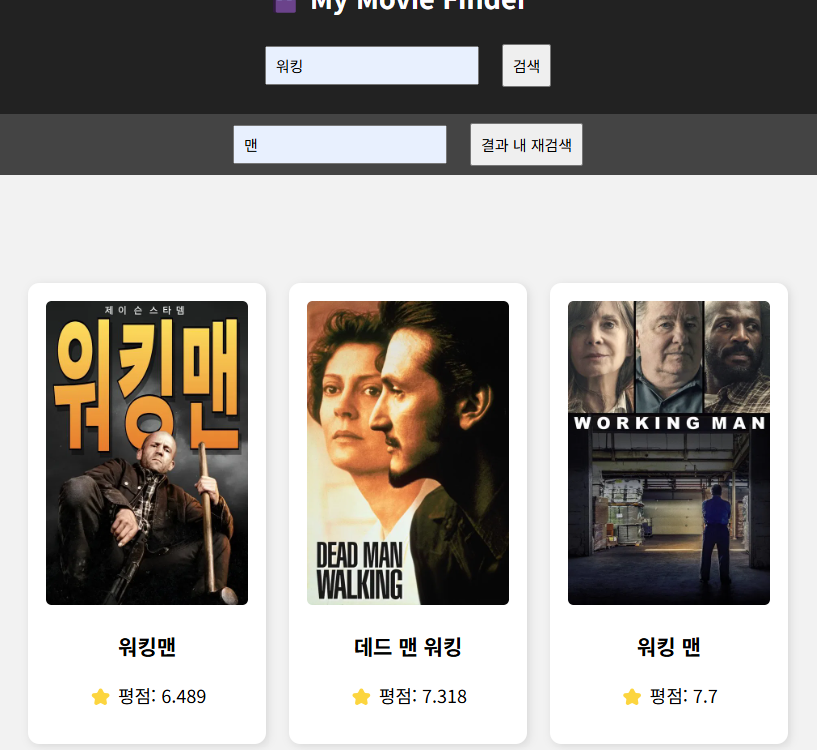 My Movie Finder
워킹
검색
맨
결과 내 재검색
제이슨 스타뎀
워킹맨
DEAD MAN
WALKING
WORKING MAN
워킹맨
데드 맨 워킹
워킹 맨
평점: 6.489
평점: 7.318
평점: 7.7